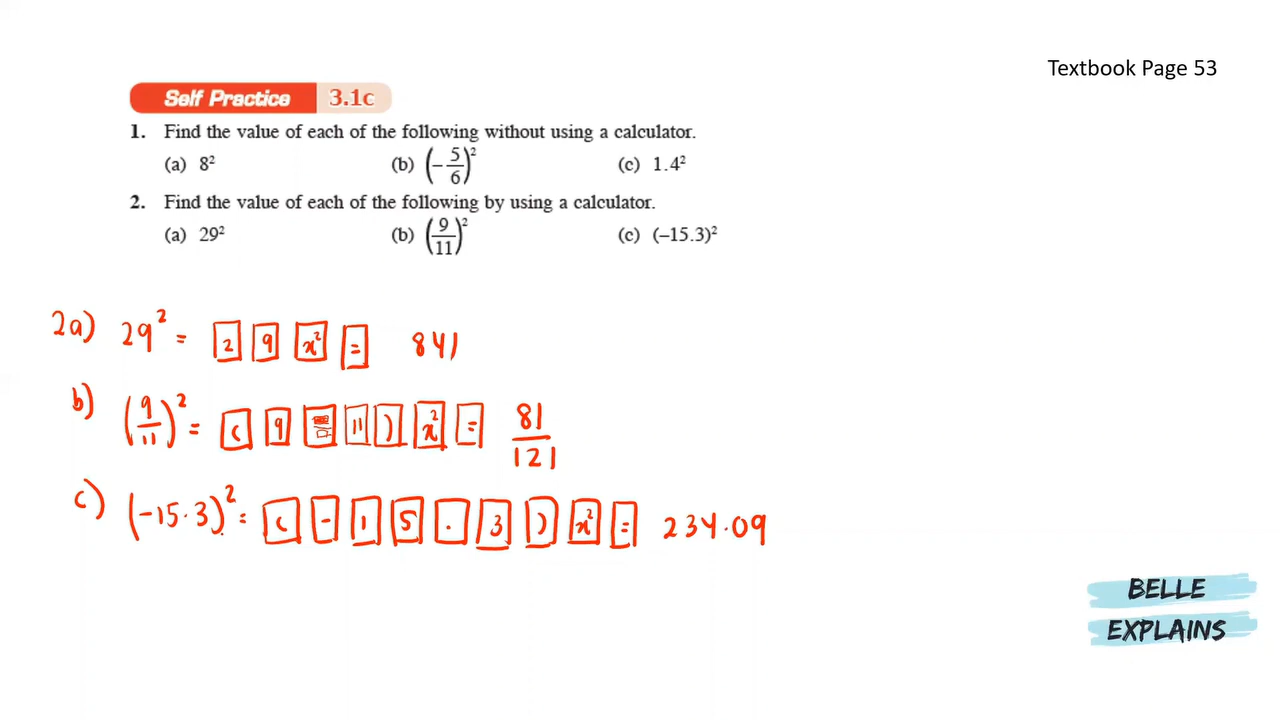 Textbook Page 53
Self Practice 3.1c
1. Find the value of each of the following without using a calculator.
(a) 8² (b) (−5/6)² (c) 1.4²
2. Find the value of each of the following by using a calculator.
(a) 29² (b) (9/11)² (c) (−15.3)²
2a) 29² = 2 9 x² = 841
b) (9/11)² = ( 9 11 ) x² = 81/121
c) (−15.3)² = ( − 1 5 . 3 ) x² = 234.09
BELLE
EXPLAINS